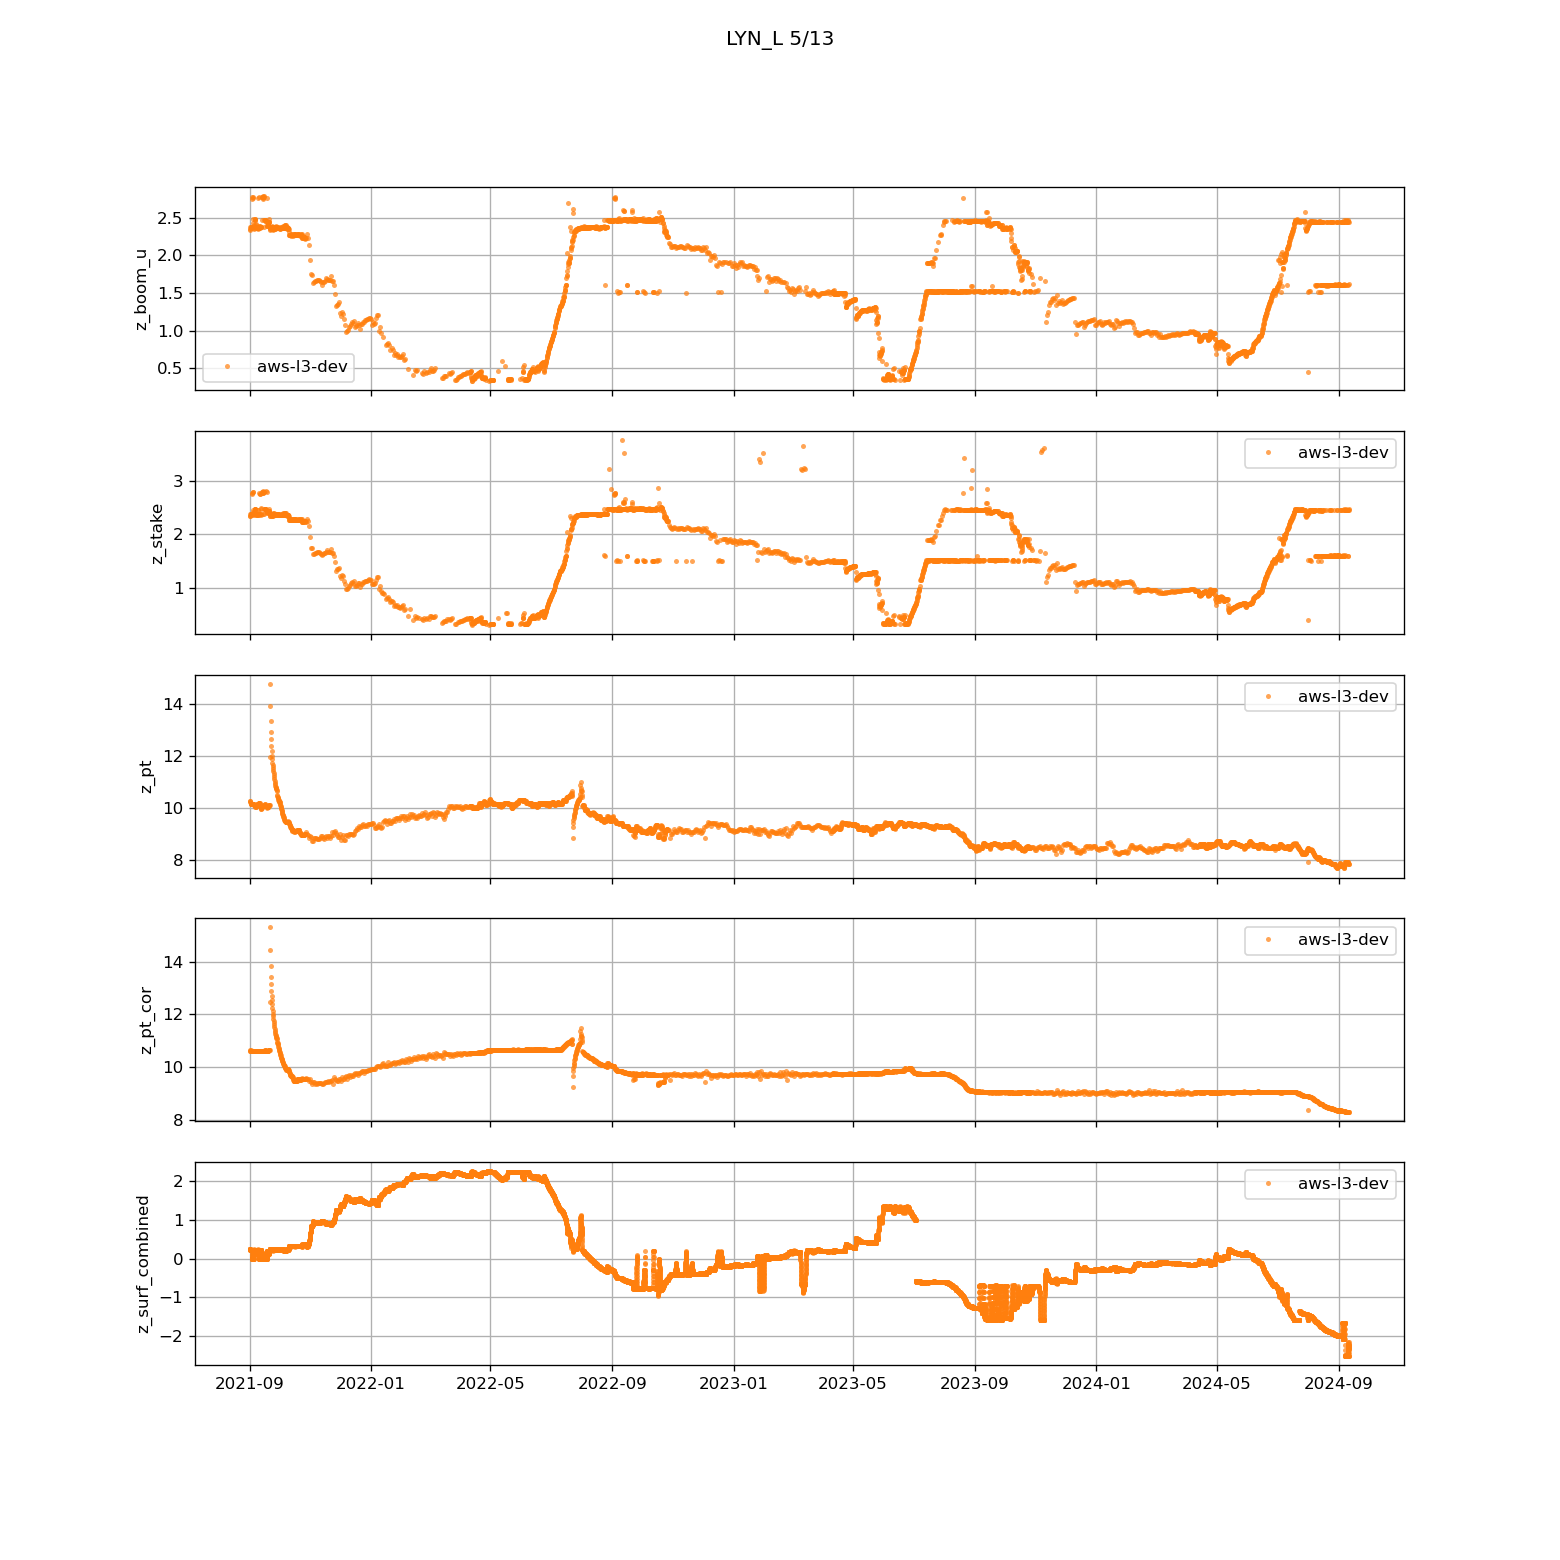 LYN_L 5/13
z_boom_u
2.5
2.0
1.5
1.0
0.5
aws-l3-dev
z_stake
3
2
1
aws-l3-dev
z_pt
14
12
10
8
aws-l3-dev
z_pt_cor
14
12
10
8
aws-l3-dev
z_surf_combined
2
1
0
−1
−2
aws-l3-dev
2021-09 2022-01 2022-05 2022-09 2023-01 2023-05 2023-09 2024-01 2024-05 2024-09